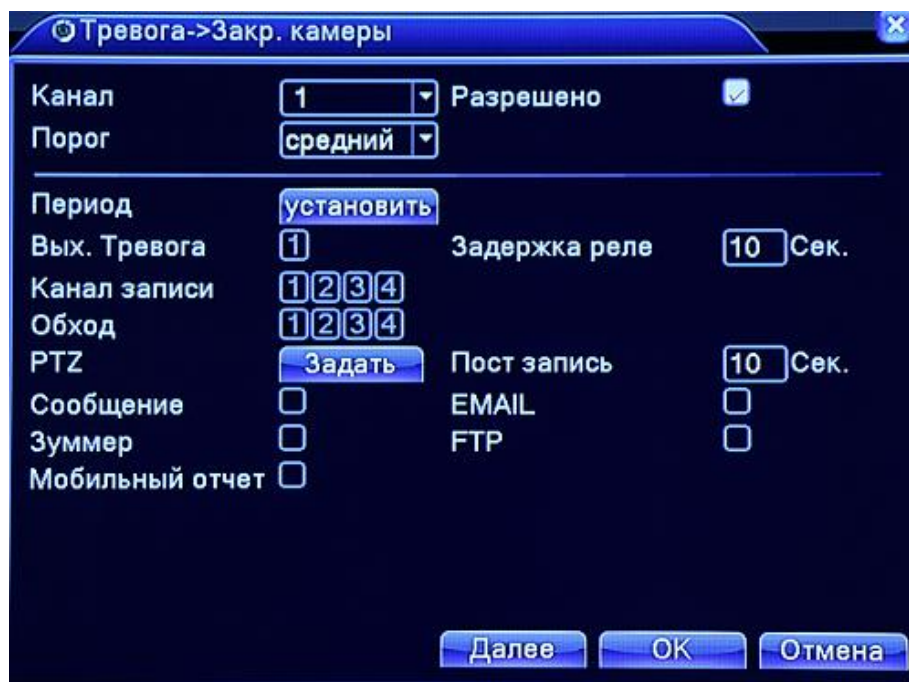 Тревога->Закр. камеры
Канал 1 Разрешено
Порог средний
Период установить
Вых. Тревога 1 Задержка реле 10 Сек.
Канал записи 1 2 3 4
Обход 1 2 3 4
PTZ Задать Пост запись 10 Сек.
Сообщение EMAIL
Зуммер FTP
Мобильный отчет
Далее OK Отмена